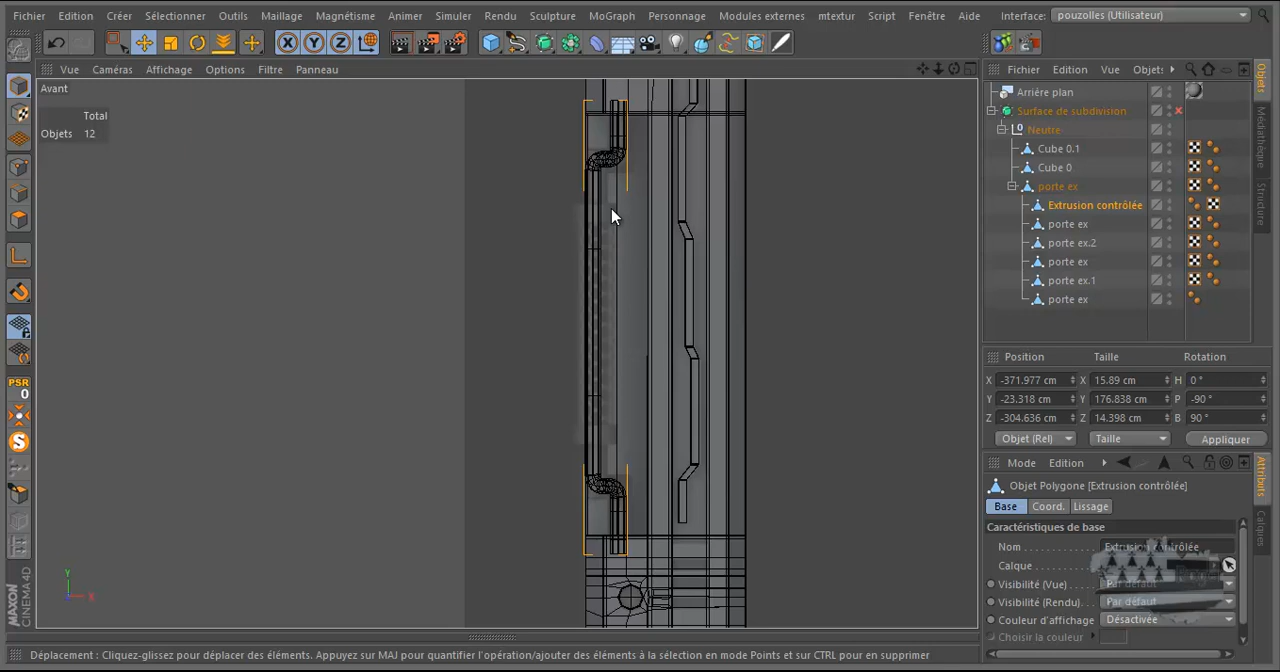 Fichier Edition Créer Sélectionner Outils Maillage Magnétisme Animer Simuler Rendu Sculpture MoGraph Personnage Modules externes mtextur Script Fenêtre Aide Interface: pouzolles (Utilisateur)
X Y Z
Vue Caméras Affichage Options Filtre Panneau
Fichier Edition Vue Objets
Avant
Total
Objets 12
Arrière plan
Surface de subdivision
Neutre
Cube 0.1
Cube 0
porte ex
Extrusion contrôlée
porte ex
porte ex.2
porte ex
porte ex.1
porte ex
Objets
Médiathèque
Structure
Position Taille Rotation
X -371.977 cm X 15.89 cm H 0 °
Y -23.318 cm Y 176.838 cm P -90 °
Z -304.636 cm Z 14.398 cm B 90 °
Objet (Rel) Taille Appliquer
Mode Edition
Objet Polygone [Extrusion contrôlée]
Base Coord. Lissage
Caractéristiques de base
Nom Extrusion contrôlée
Calque
Visibilité (Vue) Par défaut
Visibilité (Rendu) Par défaut
Couleur d'affichage Désactivée
Choisir la couleur
Attributs
Calques
PSR
0
S
Y
X
MAXON
CINEMA 4D
Déplacement : Cliquez-glissez pour déplacer des éléments. Appuyez sur MAJ pour quantifier l'opération/ajouter des éléments à la sélection en mode Points et sur CTRL pour en supprimer